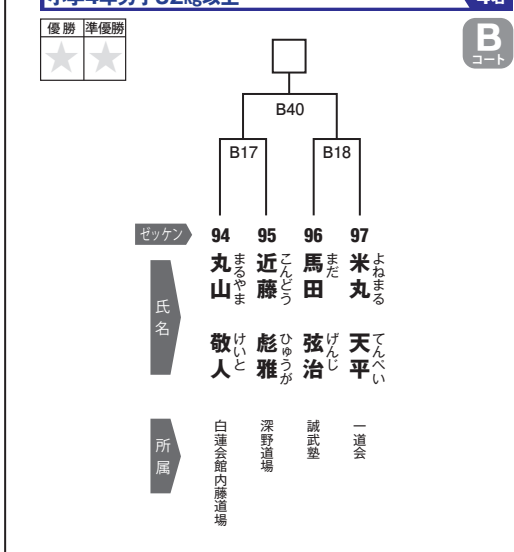 優勝 準優勝
B
コート
B40
B17 B18
ゼッケン 94 95 96 97
氏名
丸山 敬人
まるやま けいと
近藤 彪雅
こんどう ひゅうが
馬田 弦治
まだ げんじ
米丸 天平
よねまる てんぺい
所属
白蓮会館内藤道場
深野道場
誠武塾
一道会